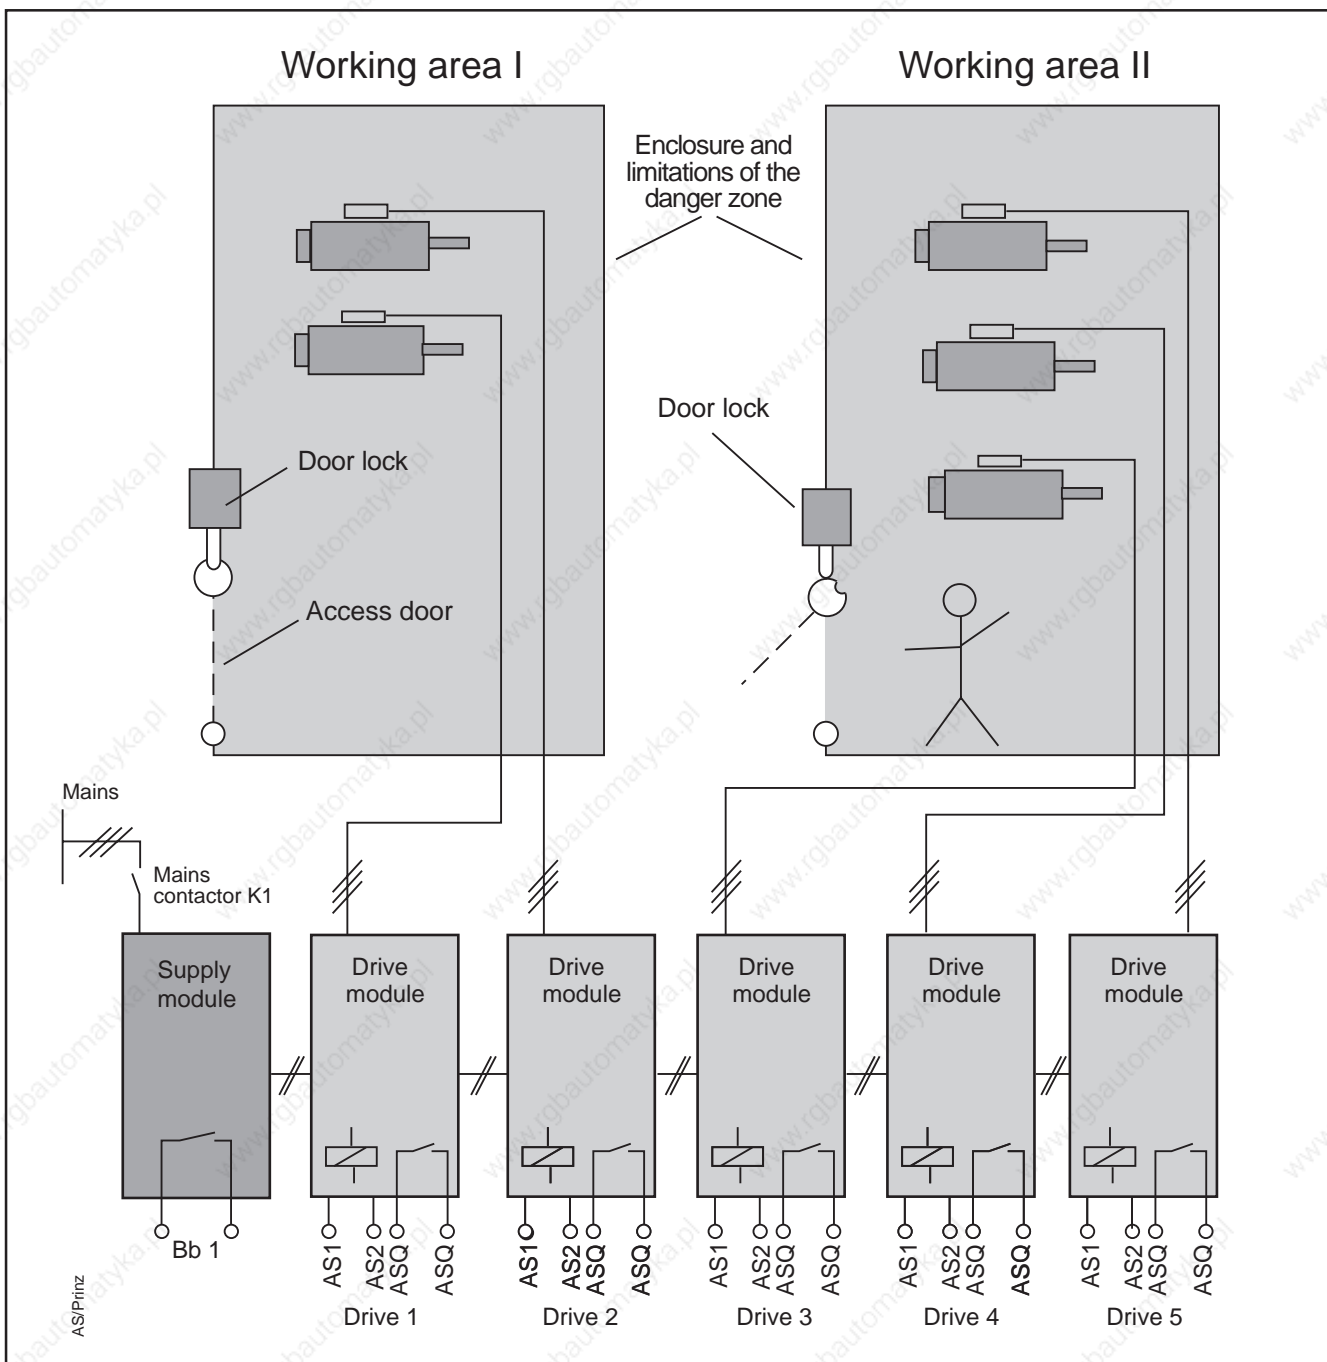 Working area I
Working area II
Enclosure and
limitations of the
danger zone
Door lock
Door lock
Access door
Mains
Mains
contactor K1
Supply
module
Drive
module
Drive
module
Drive
module
Drive
module
Drive
module
Bb 1
AS1
AS2
ASQ
ASQ
AS1
AS2
ASQ
ASQ
AS1
AS2
ASQ
ASQ
AS1
AS2
ASQ
ASQ
AS1
AS2
ASQ
ASQ
Drive 1
Drive 2
Drive 3
Drive 4
Drive 5
AS/Prinz
www.rgbautomatyka.pl